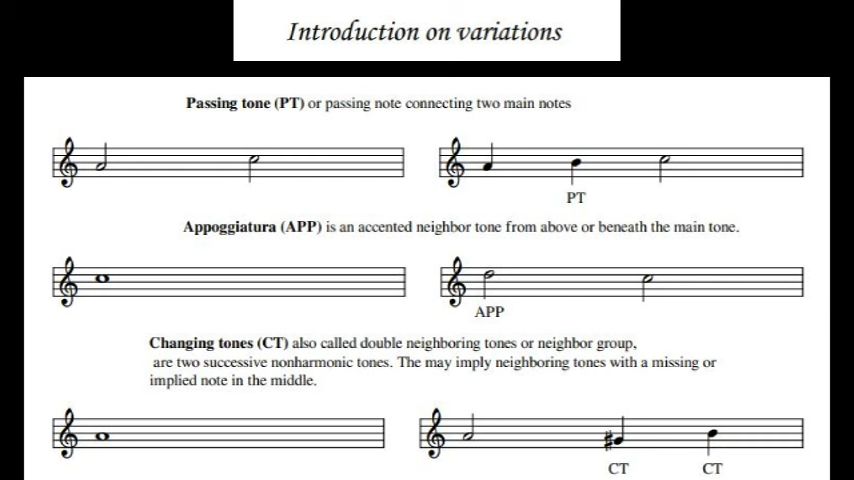 Introduction on variations
Passing tone (PT) or passing note connecting two main notes
PT
Appoggiatura (APP) is an accented neighbor tone from above or beneath the main tone.
APP
Changing tones (CT) also called double neighboring tones or neighbor group,
are two successive nonharmonic tones. The may imply neighboring tones with a missing or
implied note in the middle.
CT CT